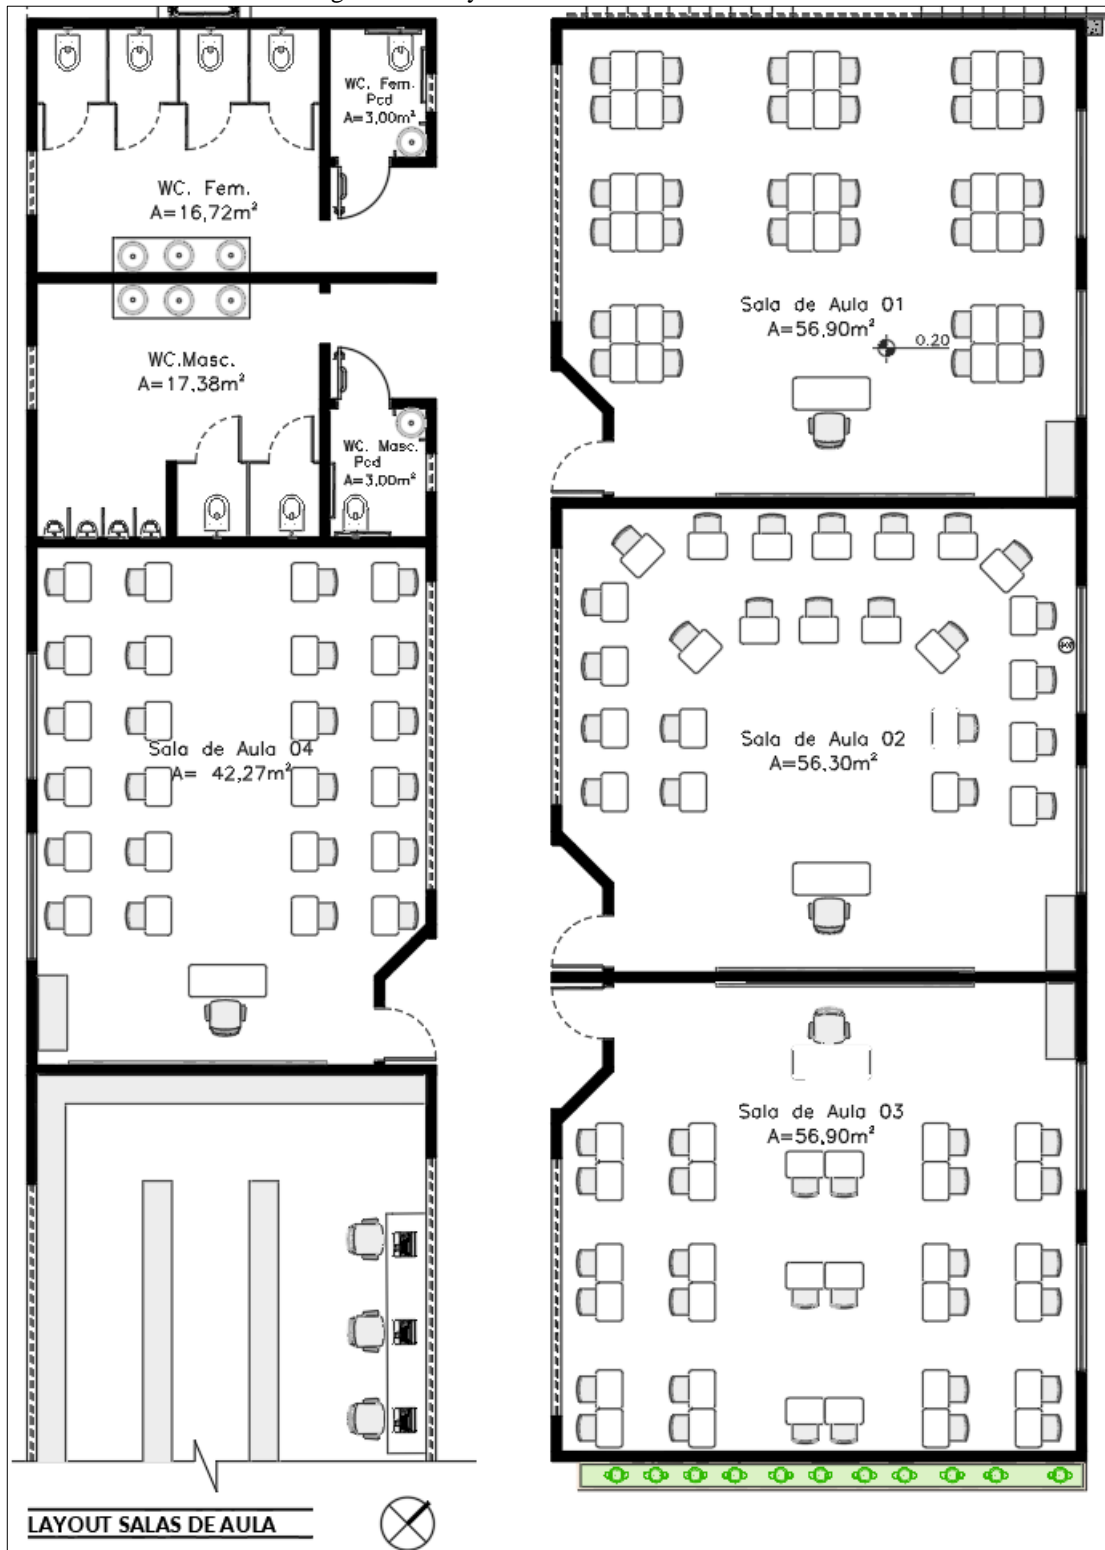 WC. Fem.
Pcd
A=3,00m²
WC. Fem.
A=16,72m²
WC.Masc.
A=17,38m²
WC. Masc.
Pcd
A=3,00m²
Sala de Aula 04
A= 42,27m²
Sala de Aula 01
A=56,90m²
0.20
Sala de Aula 02
A=56,30m²
Sala de Aula 03
A=56,90m²
LAYOUT SALAS DE AULA